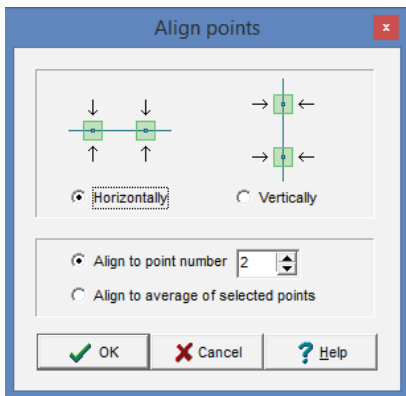 Align points
x
Horizontally
Vertically
Align to point number 2
Align to average of selected points
OK
Cancel
Help